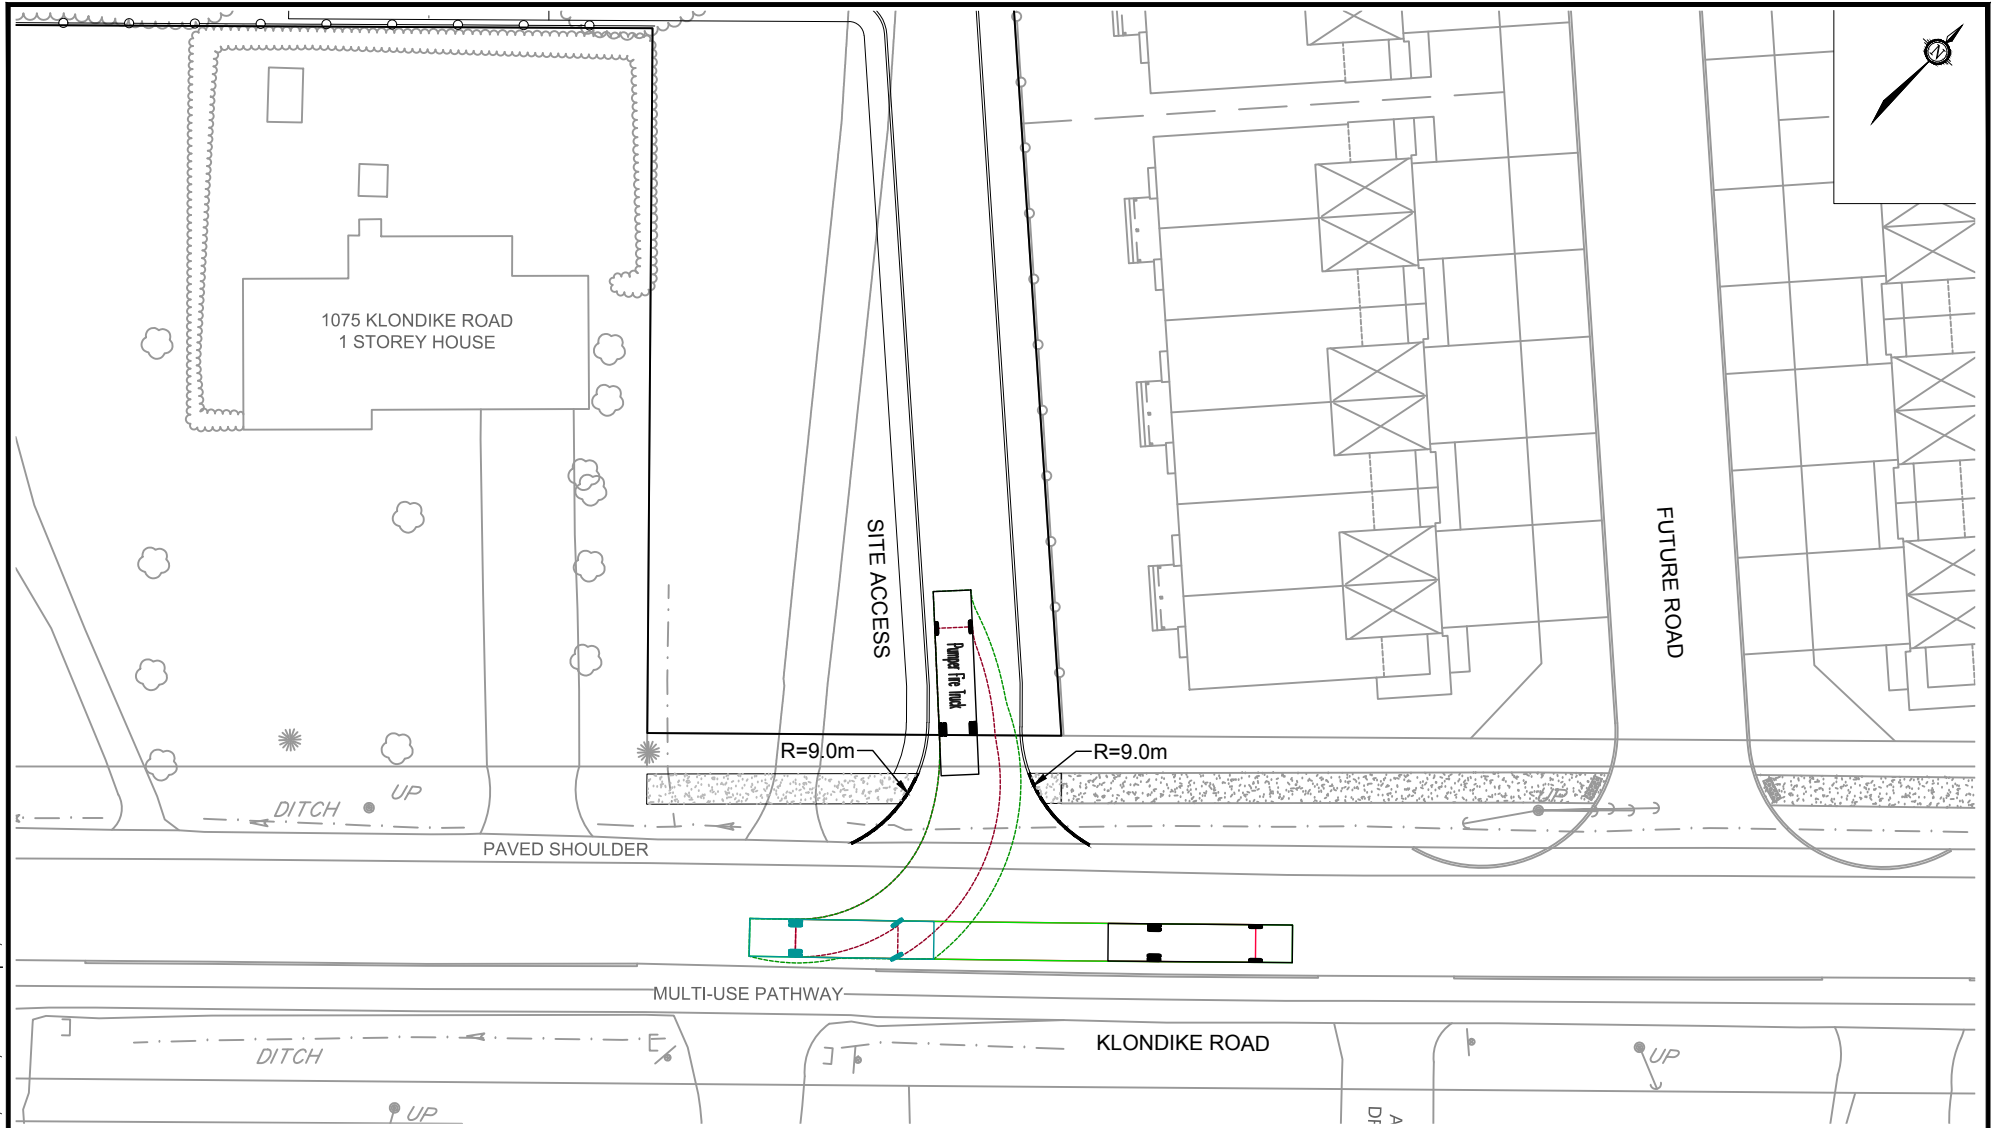 N
1075 KLONDIKE ROAD
1 STOREY HOUSE
SITE ACCESS
FUTURE ROAD
Pumper Fire Truck
R=9.0m
R=9.0m
DITCH
UP
UP
PAVED SHOULDER
MULTI-USE PATHWAY
KLONDIKE ROAD
DITCH
UP
UP